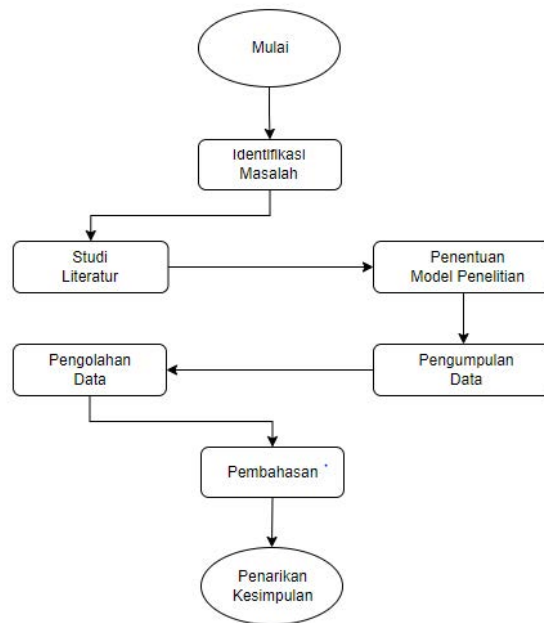 Mulai
Identifikasi
Masalah
Studi
Literatur
Penentuan
Model Penelitian
Pengumpulan
Data
Pengolahan
Data
Pembahasan
Penarikan
Kesimpulan